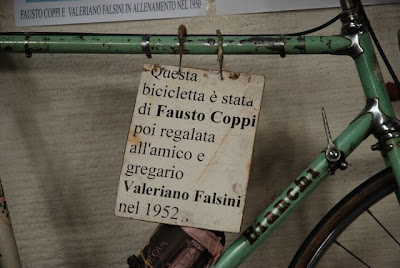 FAUSTO COPPI E VALERIANO FALSINI IN ALLENAMENTO NEL 1950
Questa
bicicletta è stata
di Fausto Coppi
poi regalata
all'amico e
gregario
Valeriano Falsini
nel 1952
Bianchi